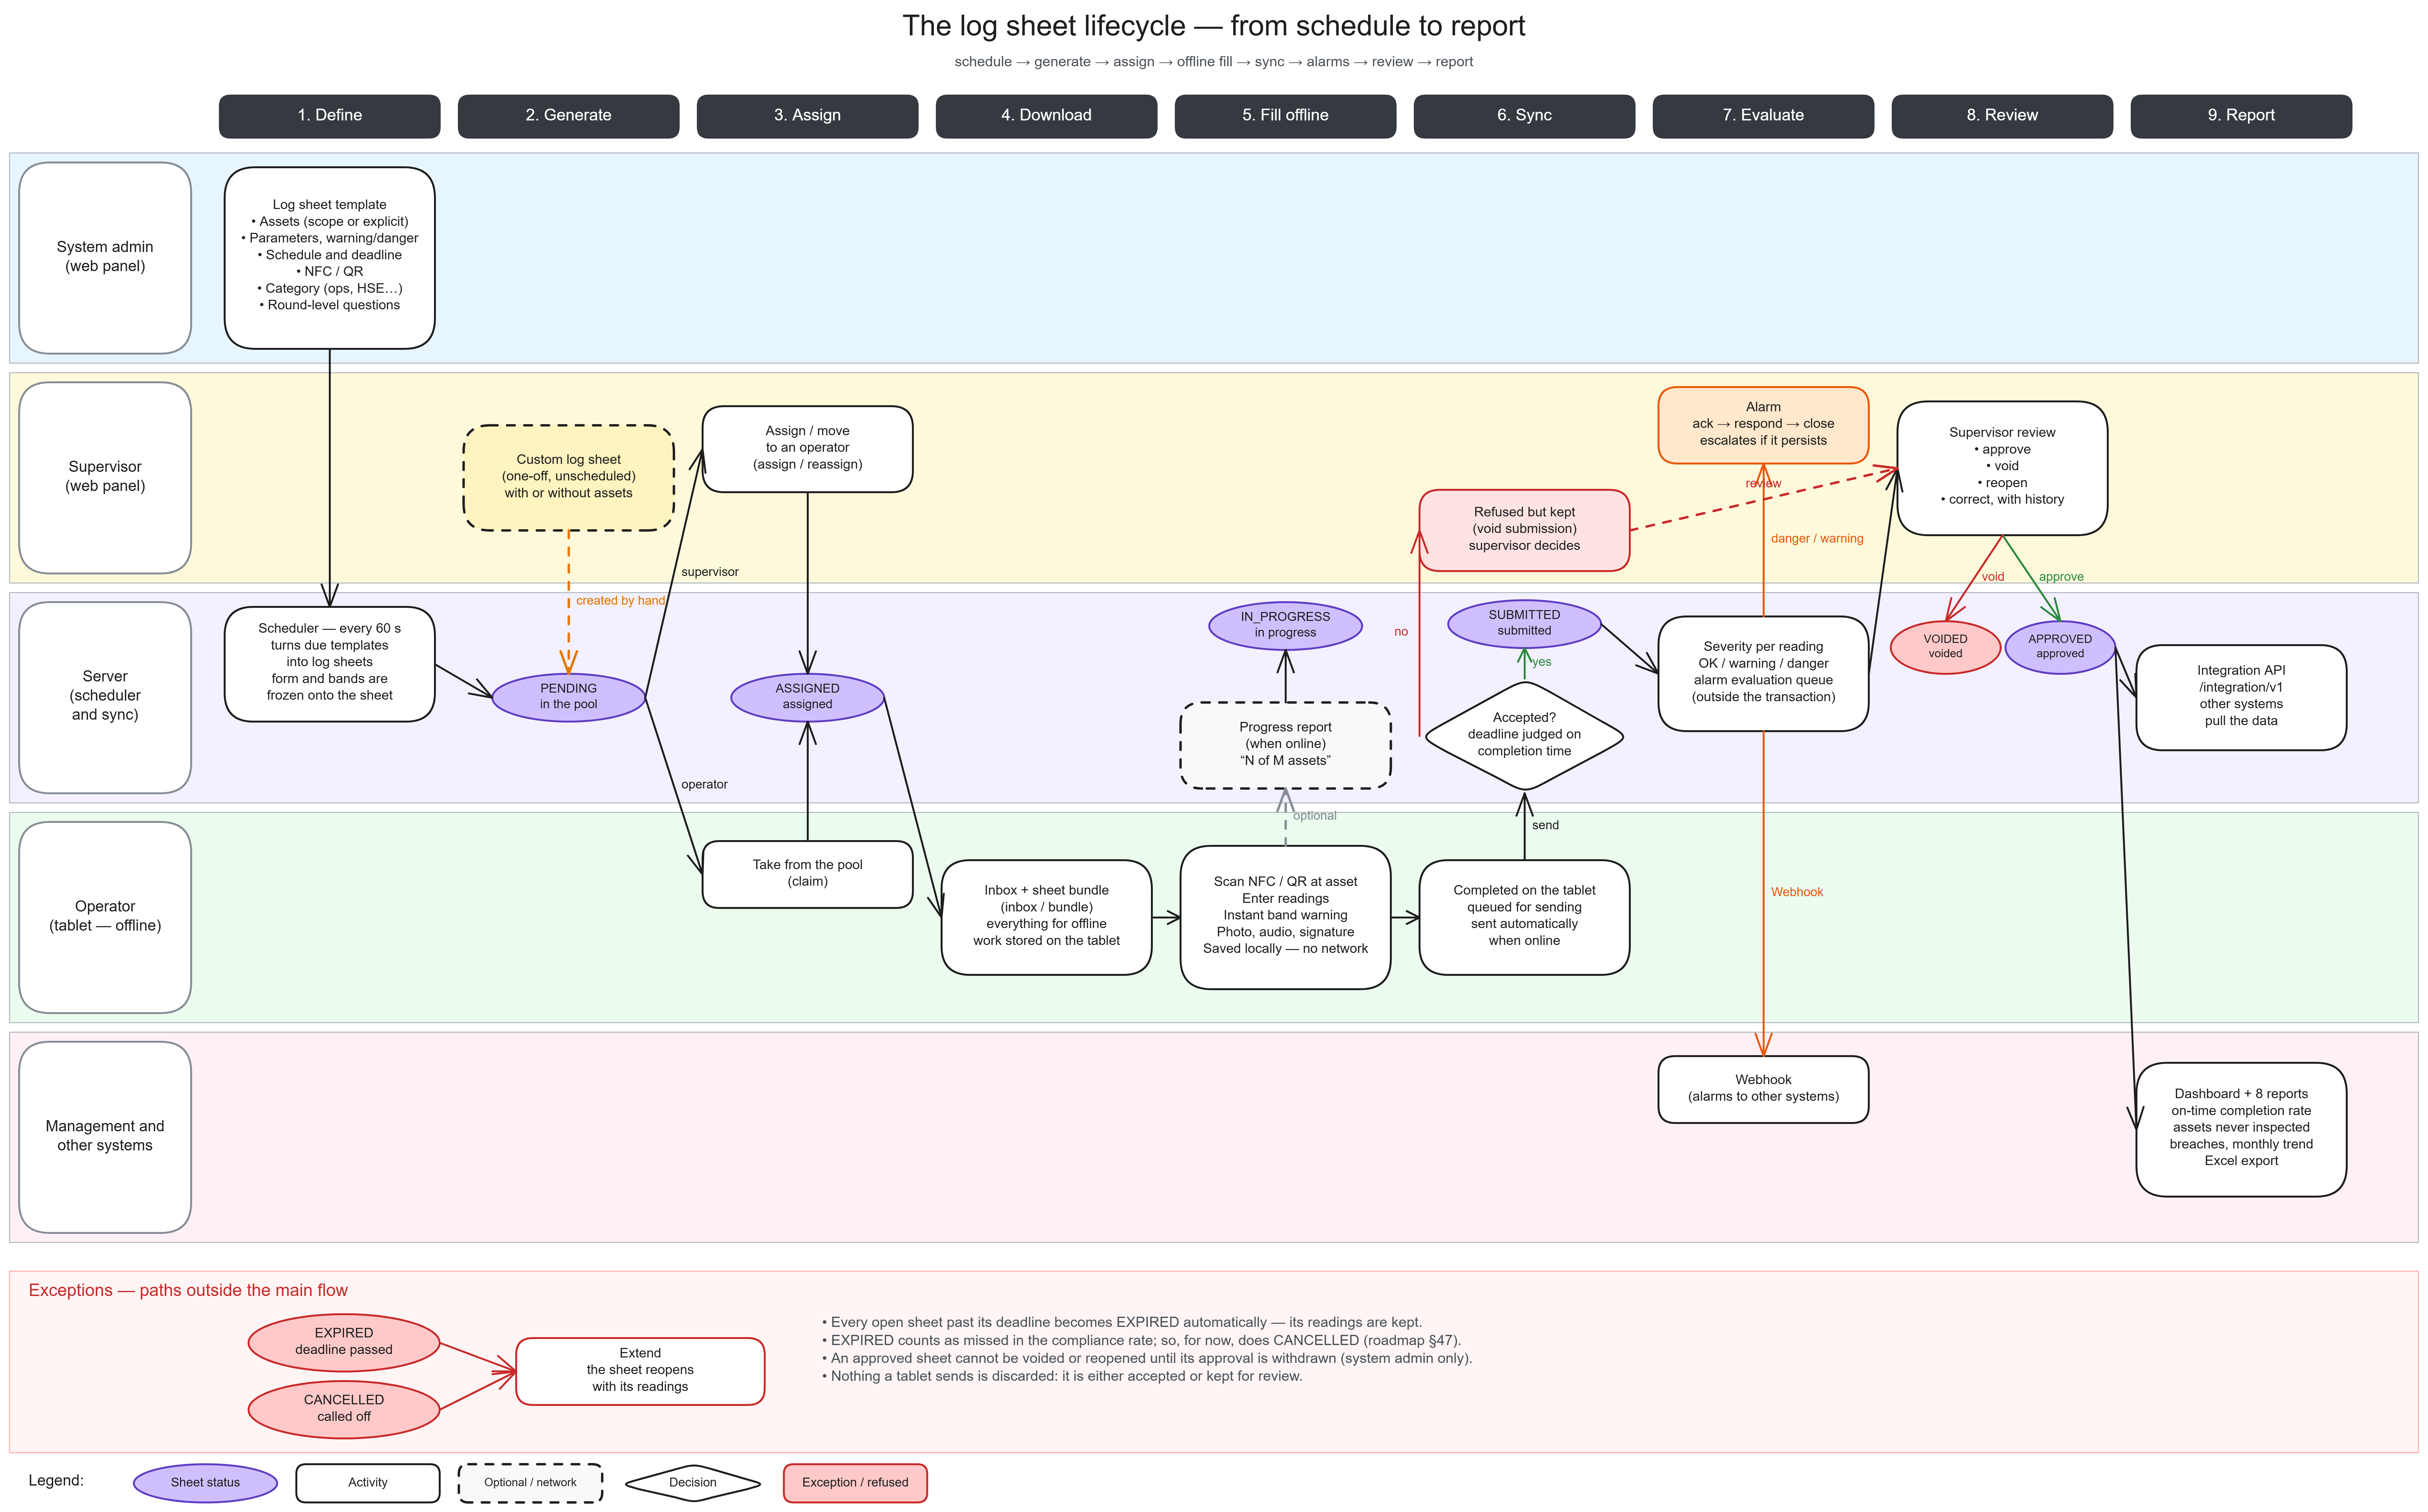 The log sheet lifecycle — from schedule to report
schedule → generate → assign → offline fill → sync → alarms → review → report
1. Define
2. Generate
3. Assign
4. Download
5. Fill offline
6. Sync
7. Evaluate
8. Review
9. Report
System admin
(web panel)
Log sheet template
• Assets (scope or explicit)
• Parameters, warning/danger
• Schedule and deadline
• NFC / QR
• Category (ops, HSE…)
• Round-level questions
Supervisor
(web panel)
Custom log sheet
(one-off, unscheduled)
with or without assets
created by hand
Assign / move
to an operator
(assign / reassign)
supervisor
Refused but kept
(void submission)
supervisor decides
Alarm
ack → respond → close
escalates if it persists
review
danger / warning
Supervisor review
• approve
• void
• reopen
• correct, with history
void
approve
Server
(scheduler
and sync)
Scheduler — every 60 s
turns due templates
into log sheets
form and bands are
frozen onto the sheet
PENDING
in the pool
ASSIGNED
assigned
operator
IN_PROGRESS
in progress
Progress report
(when online)
“N of M assets”
optional
no
SUBMITTED
submitted
yes
Accepted?
deadline judged on
completion time
send
Severity per reading
OK / warning / danger
alarm evaluation queue
(outside the transaction)
VOIDED
voided
APPROVED
approved
Integration API
/integration/v1
other systems
pull the data
Operator
(tablet — offline)
Take from the pool
(claim)
Inbox + sheet bundle
(inbox / bundle)
everything for offline
work stored on the tablet
Scan NFC / QR at asset
Enter readings
Instant band warning
Photo, audio, signature
Saved locally — no network
Completed on the tablet
queued for sending
sent automatically
when online
Webhook
Management and
other systems
Webhook
(alarms to other systems)
Dashboard + 8 reports
on-time completion rate
assets never inspected
breaches, monthly trend
Excel export
Exceptions — paths outside the main flow
EXPIRED
deadline passed
CANCELLED
called off
Extend
the sheet reopens
with its readings
• Every open sheet past its deadline becomes EXPIRED automatically — its readings are kept.
• EXPIRED counts as missed in the compliance rate; so, for now, does CANCELLED (roadmap §47).
• An approved sheet cannot be voided or reopened until its approval is withdrawn (system admin only).
• Nothing a tablet sends is discarded: it is either accepted or kept for review.
Legend:
Sheet status
Activity
Optional / network
Decision
Exception / refused